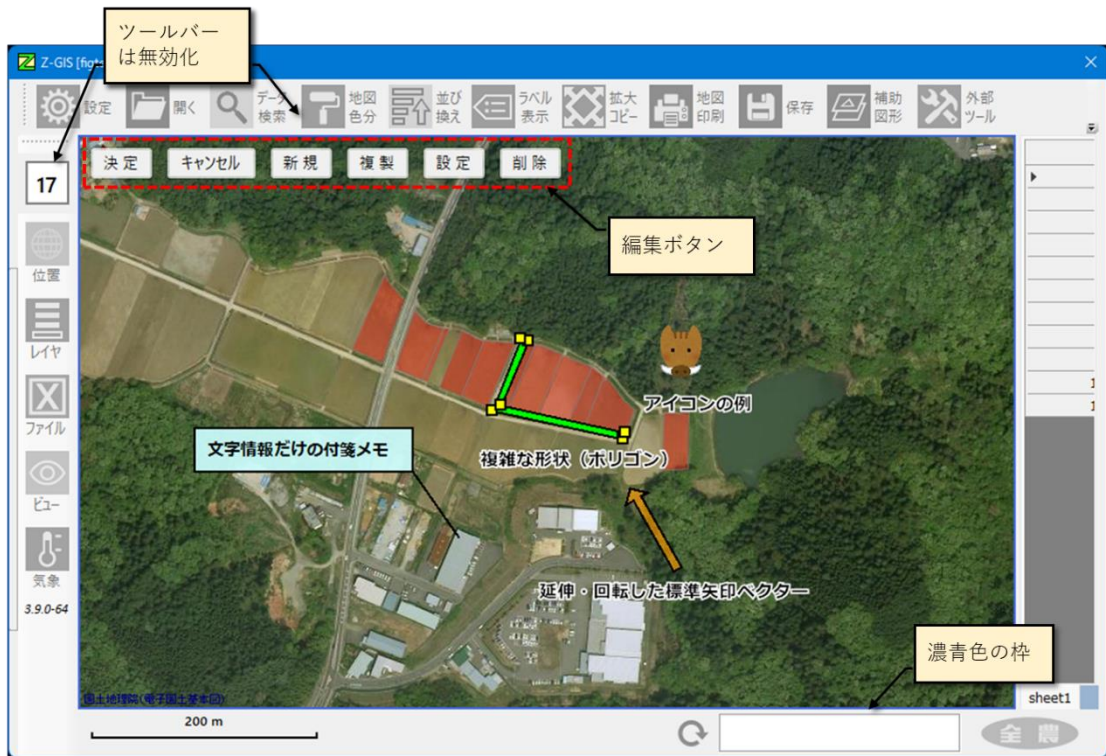 ツールバー
は無効化
Z-GIS
設定
開く
データ
検索
地図
色分
並び
換え
ラベル
表示
拡大
コピー
地図
印刷
保存
補助
図形
外部
ツール
17
決定
キャンセル
新規
複製
設定
削除
編集ボタン
位置
レイヤ
ファイル
ビュー
気象
3.9.0-64
アイコンの例
文字情報だけの付箋メモ
複雑な形状（ポリゴン）
延伸・回転した標準矢印ベクター
濃青色の枠
国土地理院(電子国土基本図)
200 m
sheet1
全農